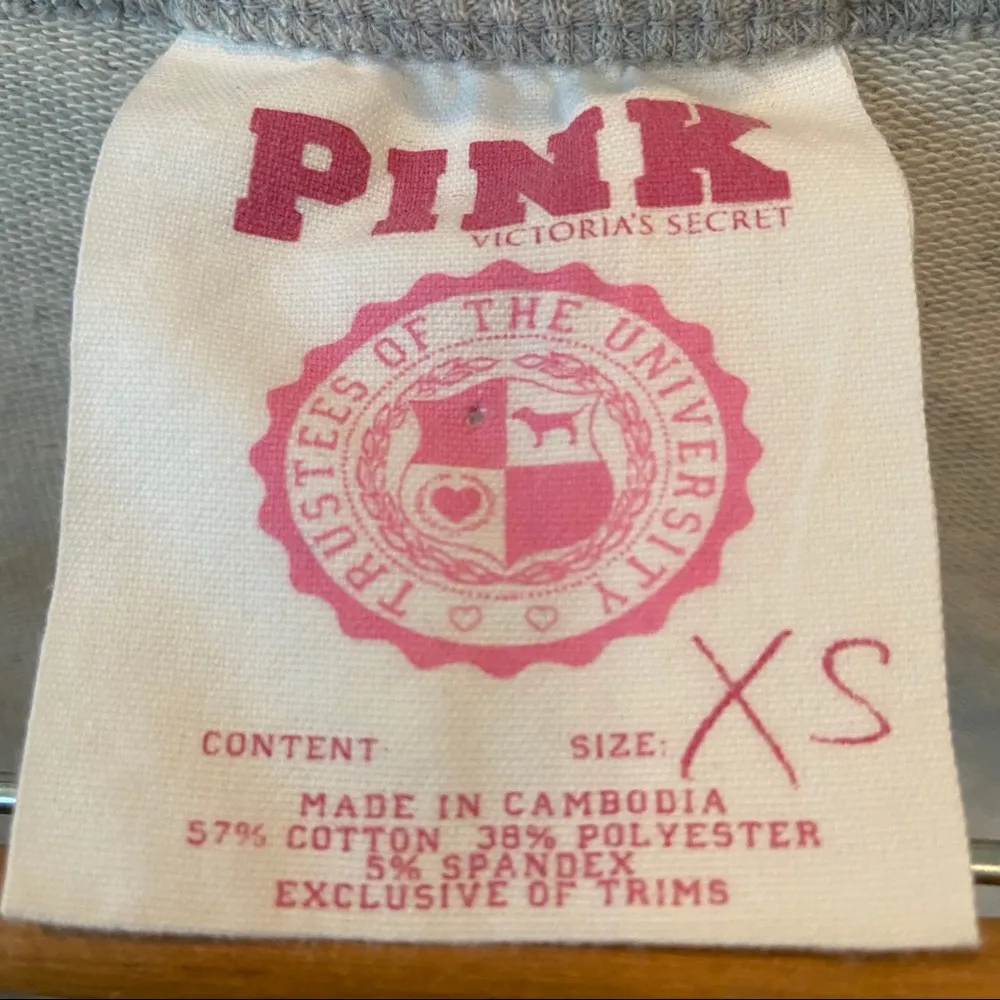 PINK
VICTORIA'S SECRET
TRUSTEES OF THE UNIVERSITY
CONTENT
SIZE: XS
MADE IN CAMBODIA
57% COTTON 38% POLYESTER
5% SPANDEX
EXCLUSIVE OF TRIMS